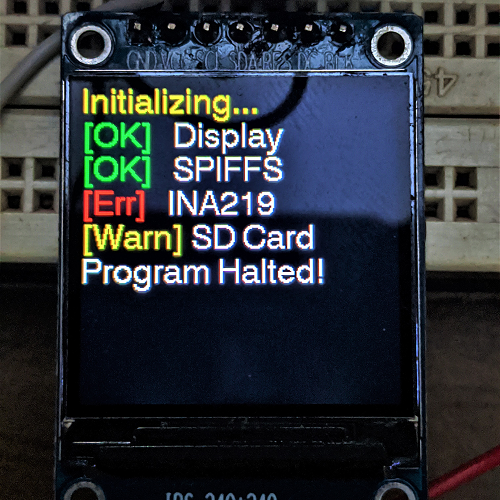 Initializing...
[OK] Display
[OK] SPIFFS
[Err] INA219
[Warn] SD Card
Program Halted!